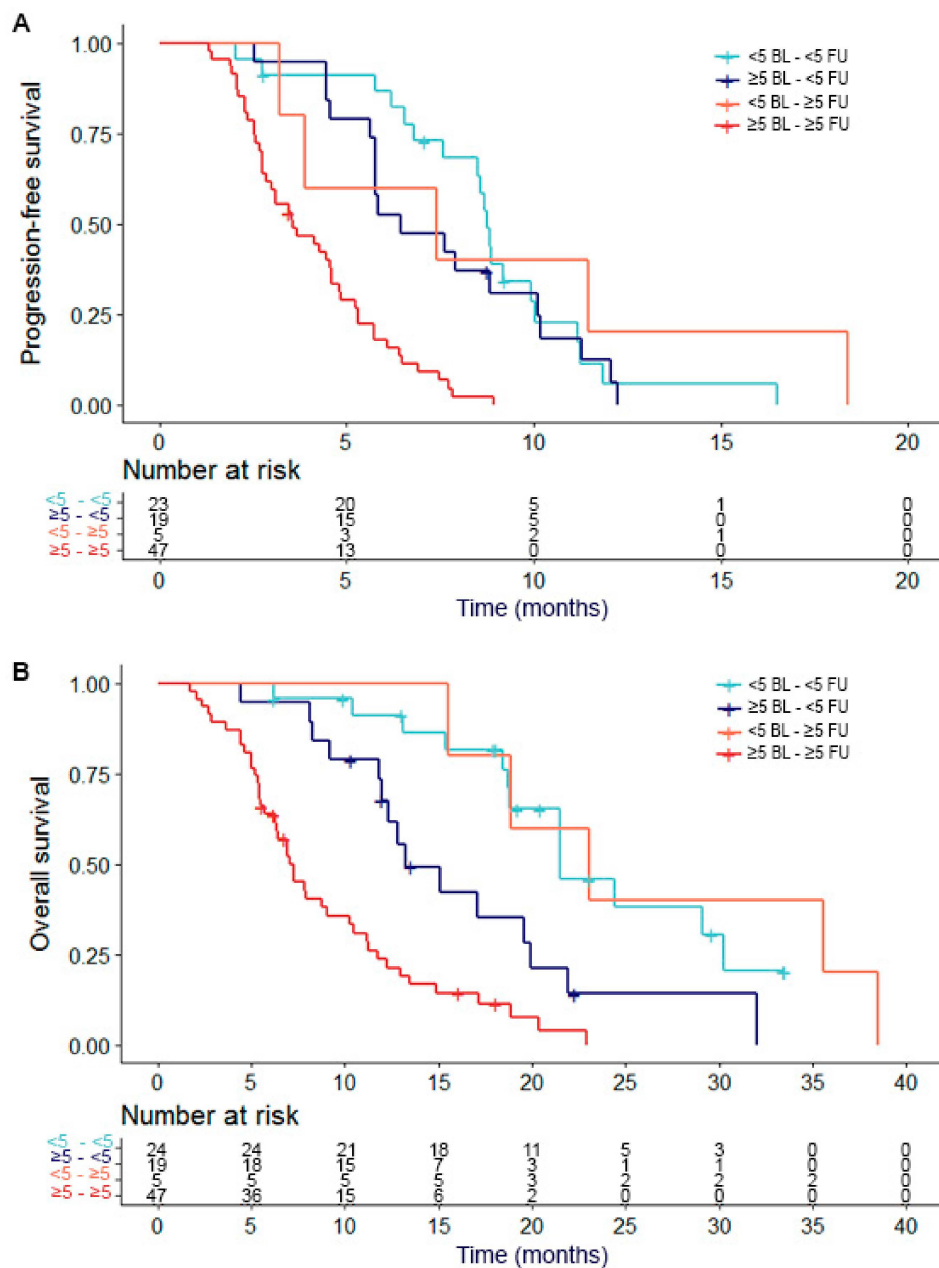 A
Progression-free survival
1.00
0.75
0.50
0.25
0.00
<5 BL - <5 FU
≥5 BL - <5 FU
<5 BL - ≥5 FU
≥5 BL - ≥5 FU
0 5 10 15 20
Number at risk
<5 - <5 23 20 5 1 0
≥5 - <5 19 15 5 0 0
<5 - ≥5 5 3 2 1 0
≥5 - ≥5 47 13 0 0 0
0 5 10 15 20
Time (months)
B
Overall survival
1.00
0.75
0.50
0.25
0.00
<5 BL - <5 FU
≥5 BL - <5 FU
<5 BL - ≥5 FU
≥5 BL - ≥5 FU
0 5 10 15 20 25 30 35 40
Number at risk
<5 - <5 24 24 21 18 11 5 3 0 0
≥5 - <5 19 18 15 7 3 1 1 0 0
<5 - ≥5 5 5 5 5 3 2 2 2 0
≥5 - ≥5 47 36 15 6 2 0 0 0 0
0 5 10 15 20 25 30 35 40
Time (months)